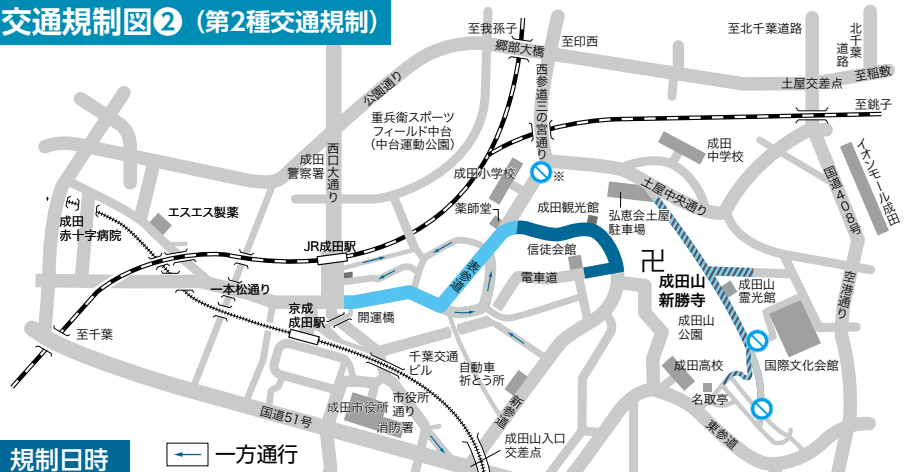 交通規制図❷（第2種交通規制）
至我孫子
郷部大橋
至印西
至北千葉道路
北千葉
道路
土屋交差点
至稲敷
至銚子
公園通り
西参道三の宮通り
重兵衛スポーツ
フィールド中台
（中台運動公園）
西口大通り
成田
警察署
成田小学校
※
成田
中学校
イオンモール成田
国道408号
土屋中央通り
エスエス製薬
成田
赤十字病院
薬師堂
成田観光館
弘恵会土屋
駐車場
JR成田駅
信徒会館
表参道
電車道
卍
成田山
新勝寺
成田山
霊光館
空港通り
一本松通り
京成
成田駅
開運橋
成田山
公園
至千葉
千葉交通
ビル
自動車
祈とう所
成田高校
国際文化会館
名取亭
新参道
東参道
市役所
通り
成田市役所
消防署
国道51号
成田山入口
交差点
規制日時
一方通行